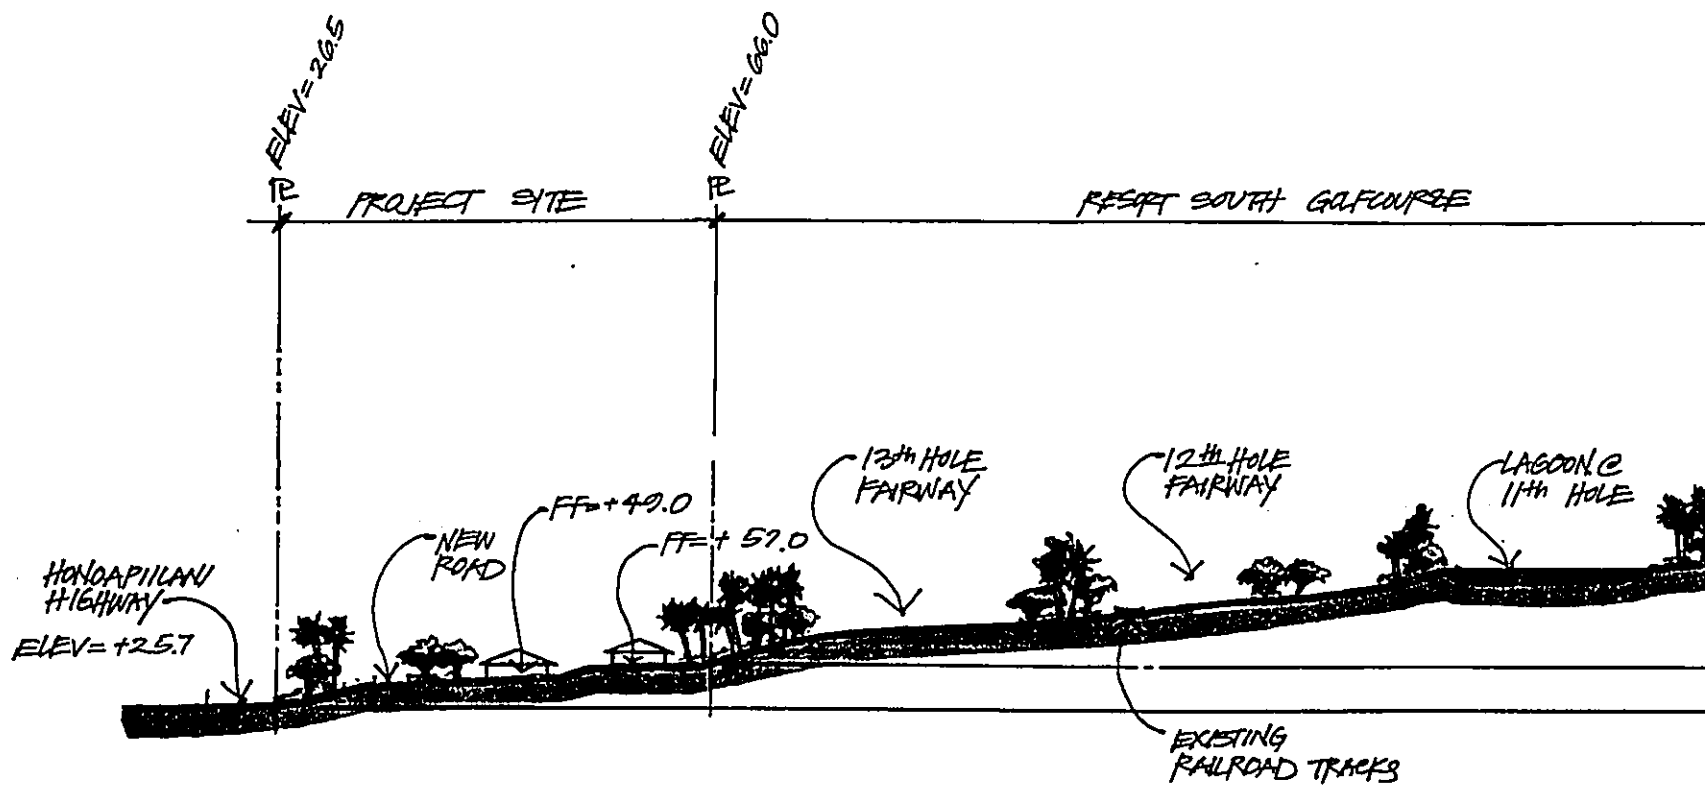 ELEV=26.5
ELEV=66.0
PL
PL
PROJECT SITE
RESORT SOUTH GOLFCOURSE
13th HOLE
FAIRWAY
12th HOLE
FAIRWAY
LAGOON @
11th HOLE
FF=+49.0
FF=+57.0
NEW
ROAD
HONOAPIILANI
HIGHWAY
ELEV=+25.7
EXISTING
RAILROAD TRACKS